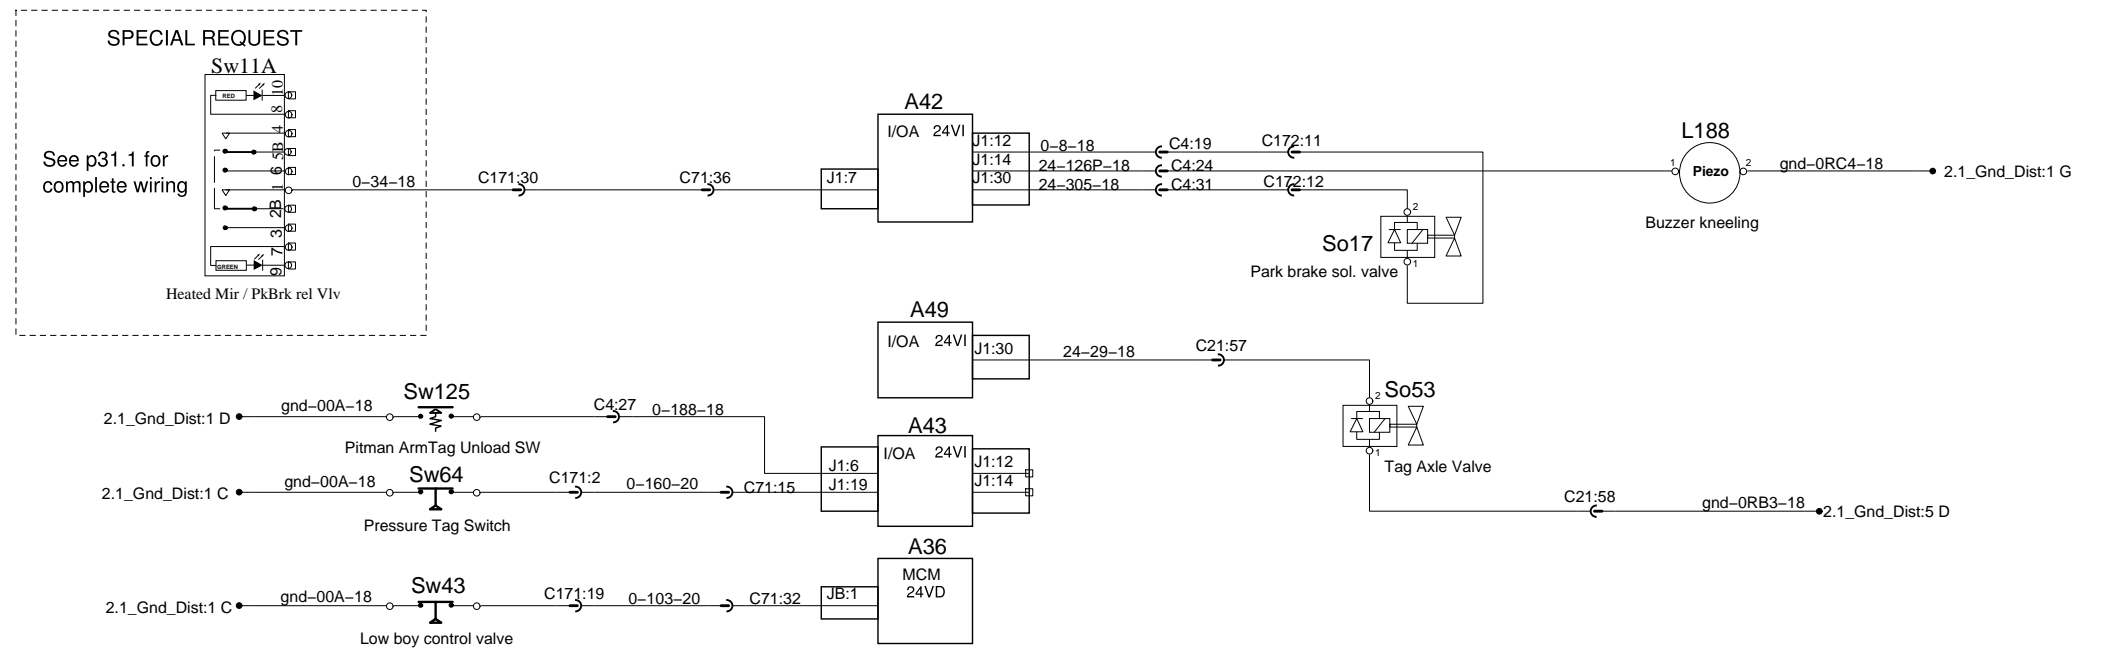 SPECIAL REQUEST
Sw11A
See p31.1 for
complete wiring
RED
10
8
4
5B
6
1
2B
3
7
9
GREEN
Heated Mir / PkBrk rel Vlv
0–34–18
C171:30
C71:36
J1:7
A42
I/OA 24VI
J1:12
J1:14
J1:30
0–8–18
24–126P–18
24–305–18
C4:19
C4:24
C4:31
C172:11
C172:12
2
So17
1
Park brake sol. valve
L188
1
Piezo
2
Buzzer kneeling
gnd–0RC4–18
2.1_Gnd_Dist:1 G
A49
I/OA 24VI
J1:30
24–29–18
C21:57
2
So53
1
Tag Axle Valve
C21:58
gnd–0RB3–18
2.1_Gnd_Dist:5 D
2.1_Gnd_Dist:1 D
gnd–00A–18
Sw125
Pitman ArmTag Unload SW
C4:27
0–188–18
A43
I/OA 24VI
J1:6
J1:19
J1:12
J1:14
2.1_Gnd_Dist:1 C
gnd–00A–18
Sw64
Pressure Tag Switch
C171:2
0–160–20
C71:15
A36
MCM
24VD
JB:1
2.1_Gnd_Dist:1 C
gnd–00A–18
Sw43
Low boy control valve
C171:19
0–103–20
C71:32